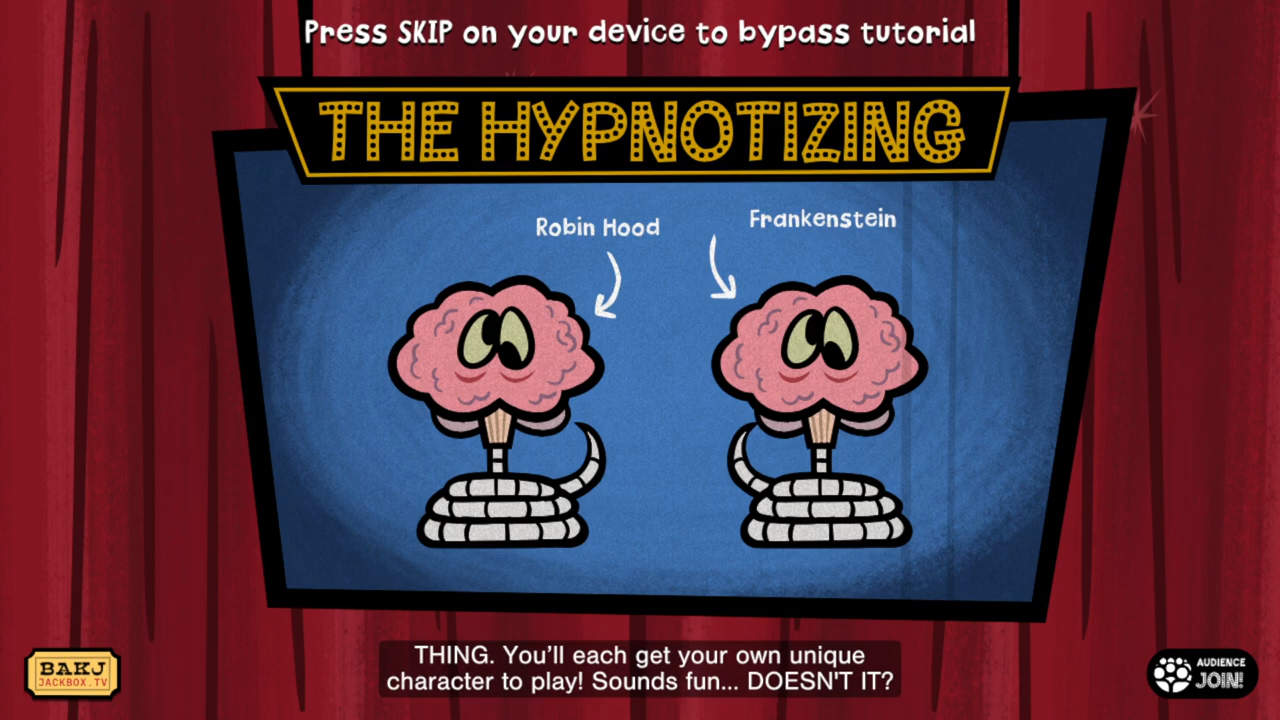 Press SKIP on your device to bypass tutorial
THE HYPNOTIZING
Robin Hood
Frankenstein
THING. You'll each get your own unique
character to play! Sounds fun... DOESN'T IT?
BAKJ
JACKBOX.TV
AUDIENCE
JOIN!